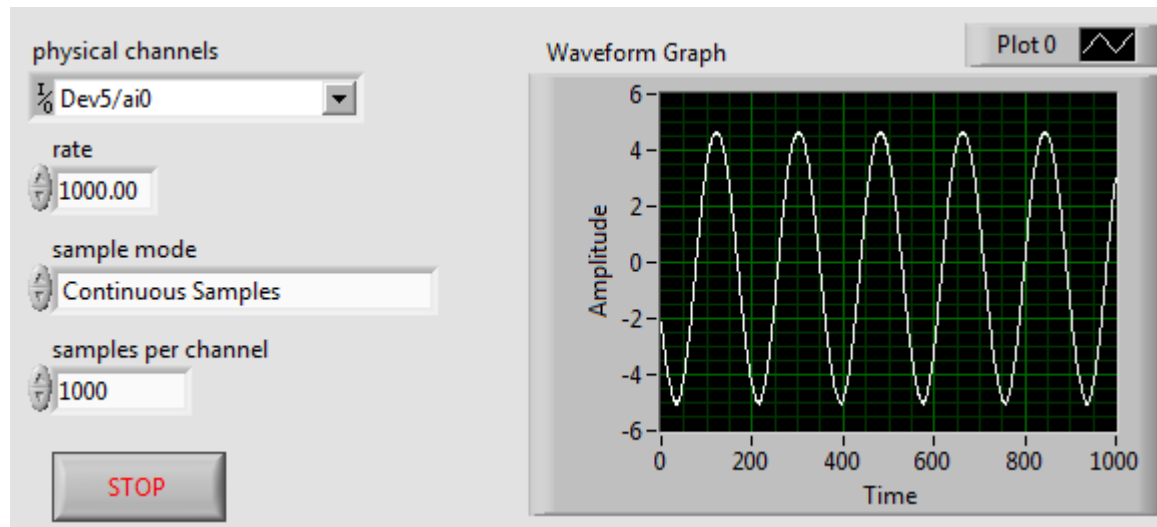 physical channels
I/O Dev5/ai0
rate
1000.00
sample mode
Continuous Samples
samples per channel
1000
STOP
Waveform Graph
Plot 0
Amplitude
6
4
2
0
-2
-4
-6
0 200 400 600 800 1000
Time